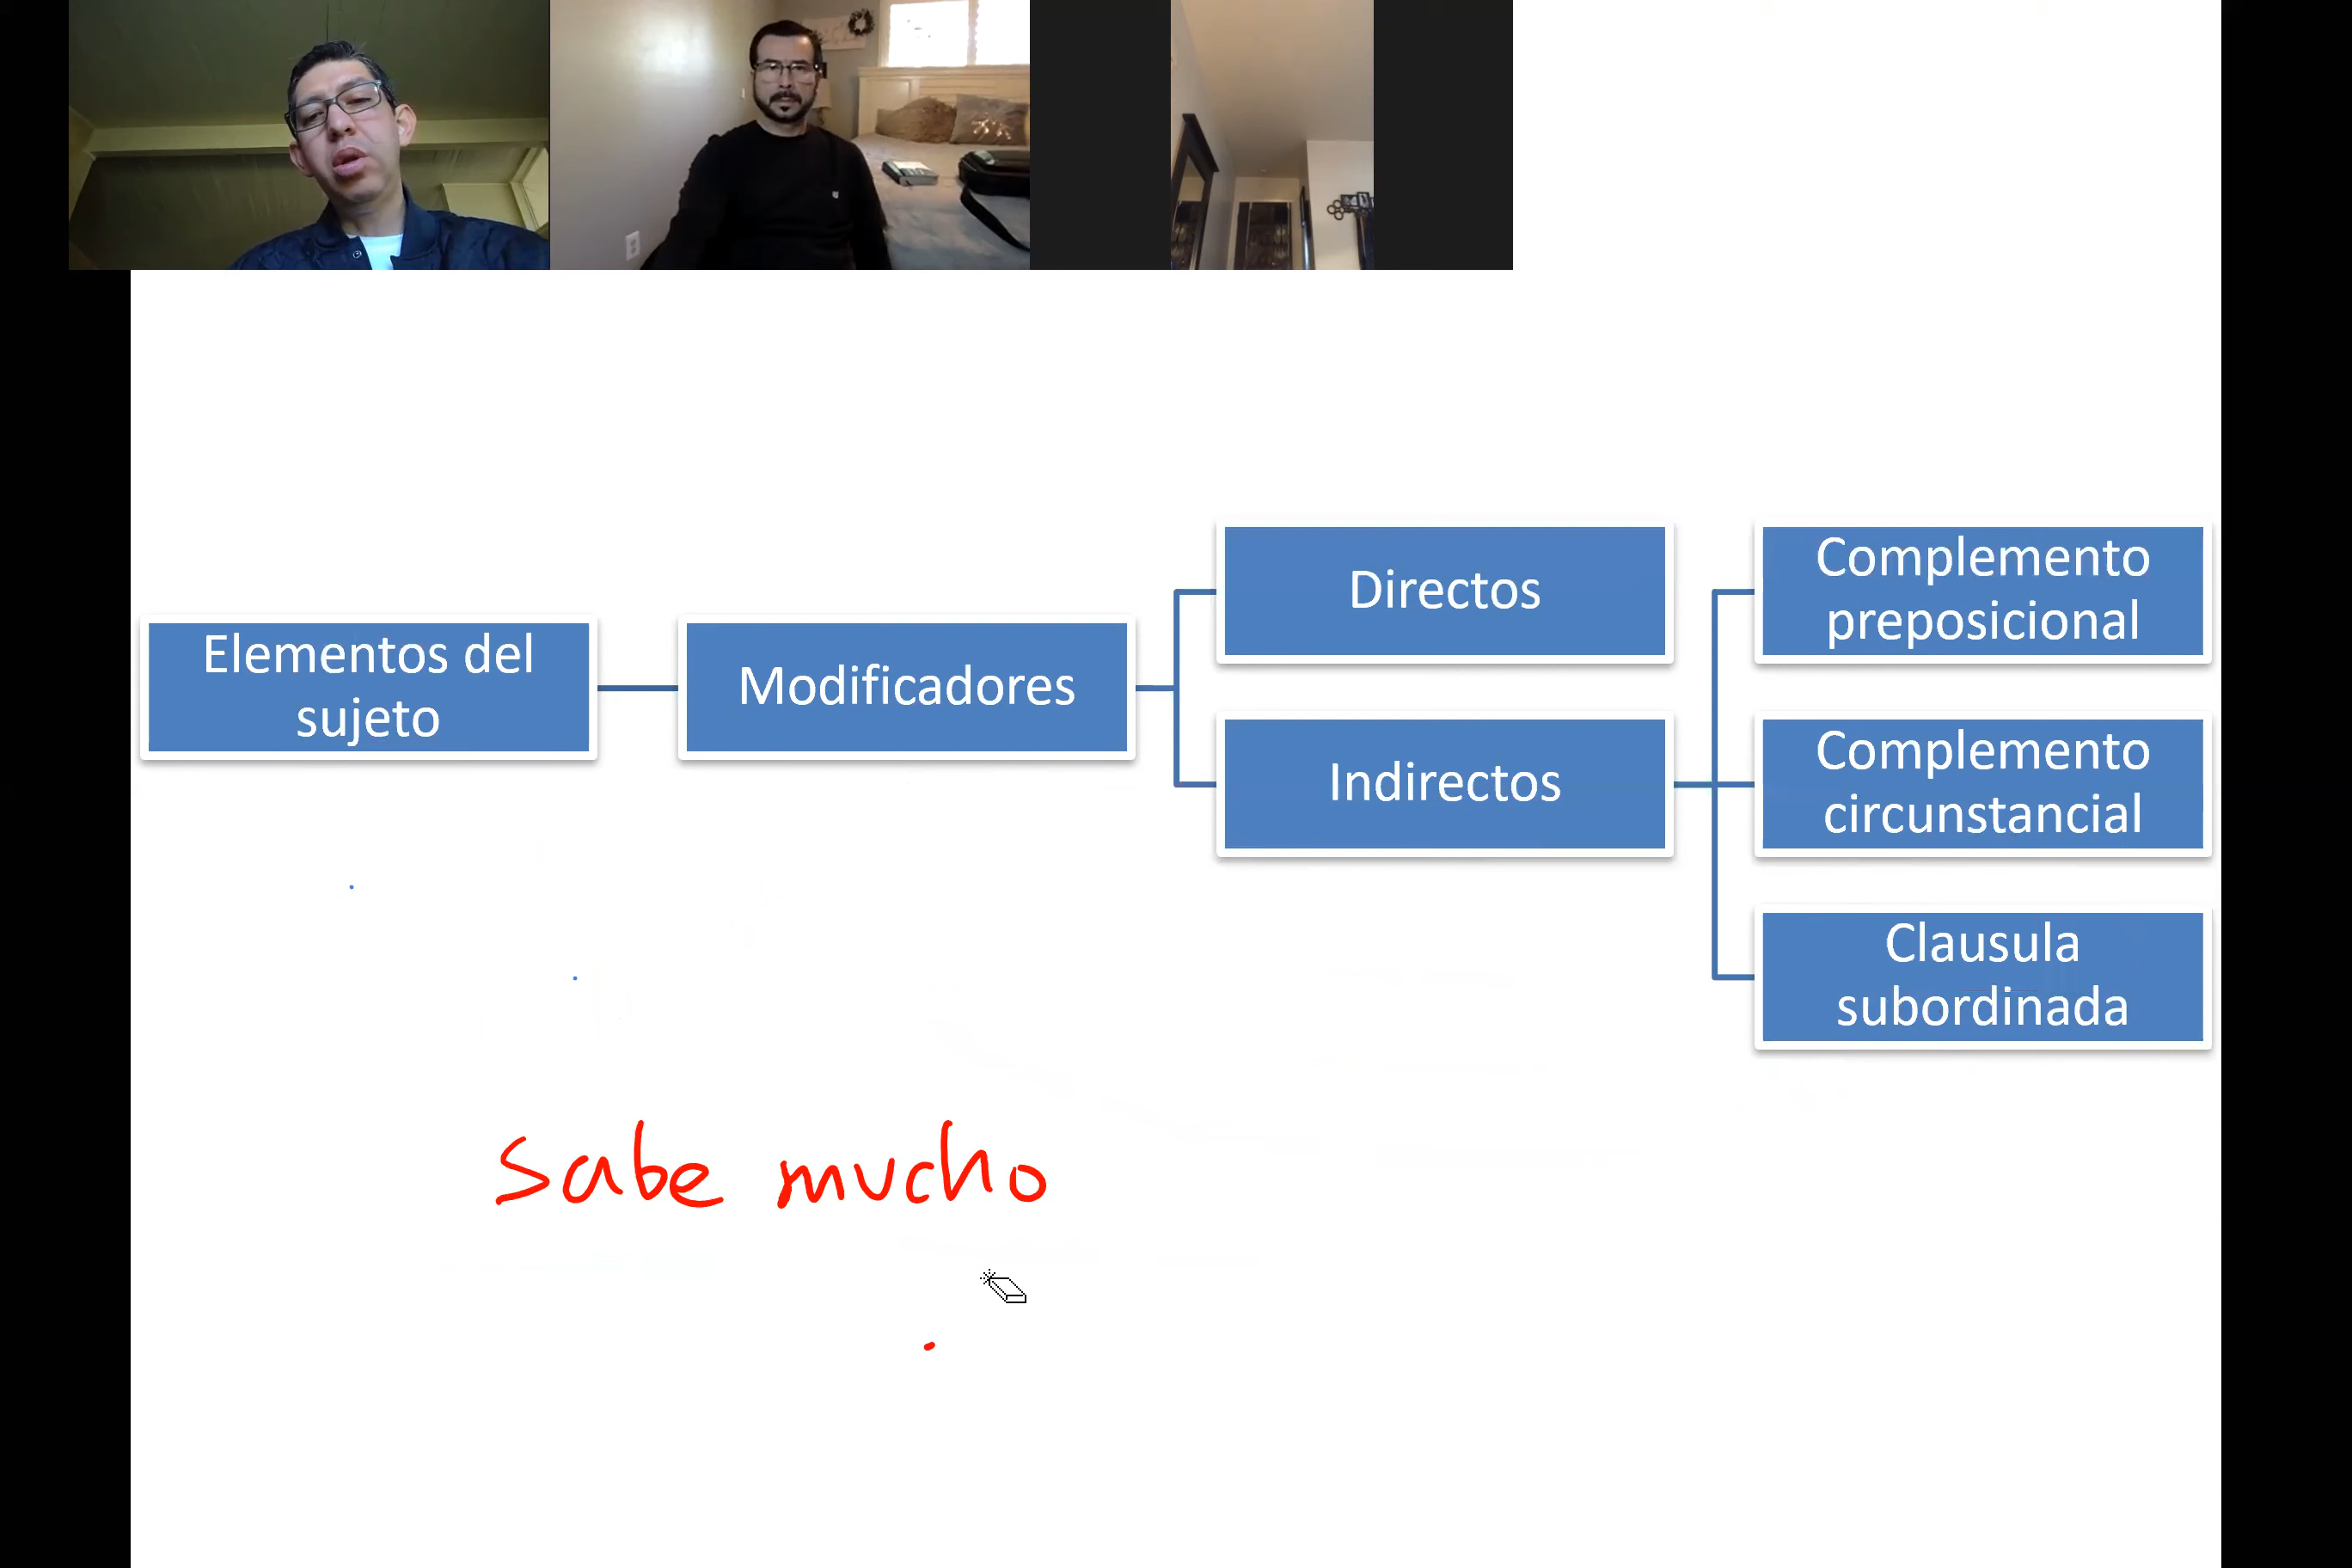 Elementos del
sujeto
Modificadores
Directos
Indirectos
Complemento
preposicional
Complemento
circunstancial
Clausula
subordinada
sabe mucho